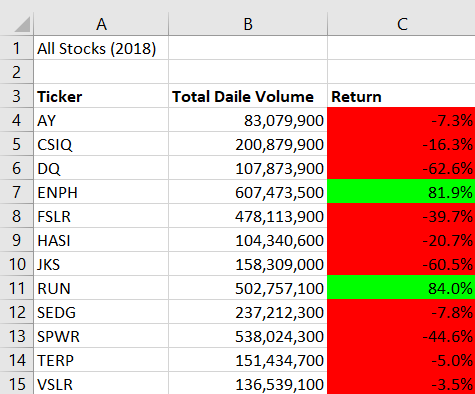 A B C
1 All Stocks (2018)
2
3 Ticker Total Daile Volume Return
4 AY 83,079,900 -7.3%
5 CSIQ 200,879,900 -16.3%
6 DQ 107,873,900 -62.6%
7 ENPH 607,473,500 81.9%
8 FSLR 478,113,900 -39.7%
9 HASI 104,340,600 -20.7%
10 JKS 158,309,000 -60.5%
11 RUN 502,757,100 84.0%
12 SEDG 237,212,300 -7.8%
13 SPWR 538,024,300 -44.6%
14 TERP 151,434,700 -5.0%
15 VSLR 136,539,100 -3.5%